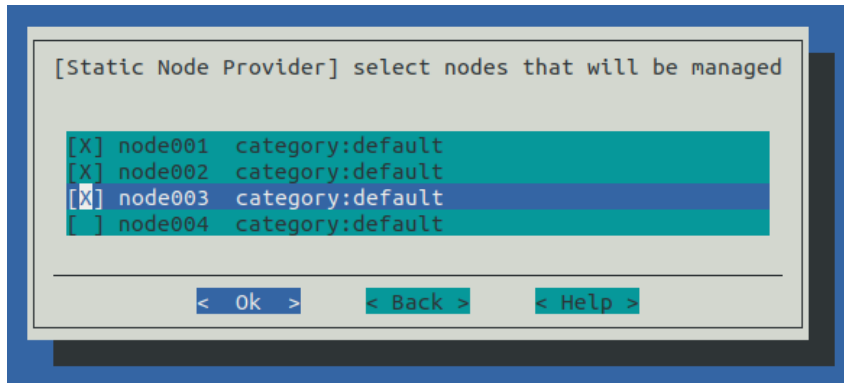 [Static Node Provider] select nodes that will be managed
[X] node001  category:default
[X] node002  category:default
[X] node003  category:default
[ ] node004  category:default
<  Ok  > < Back > < Help >